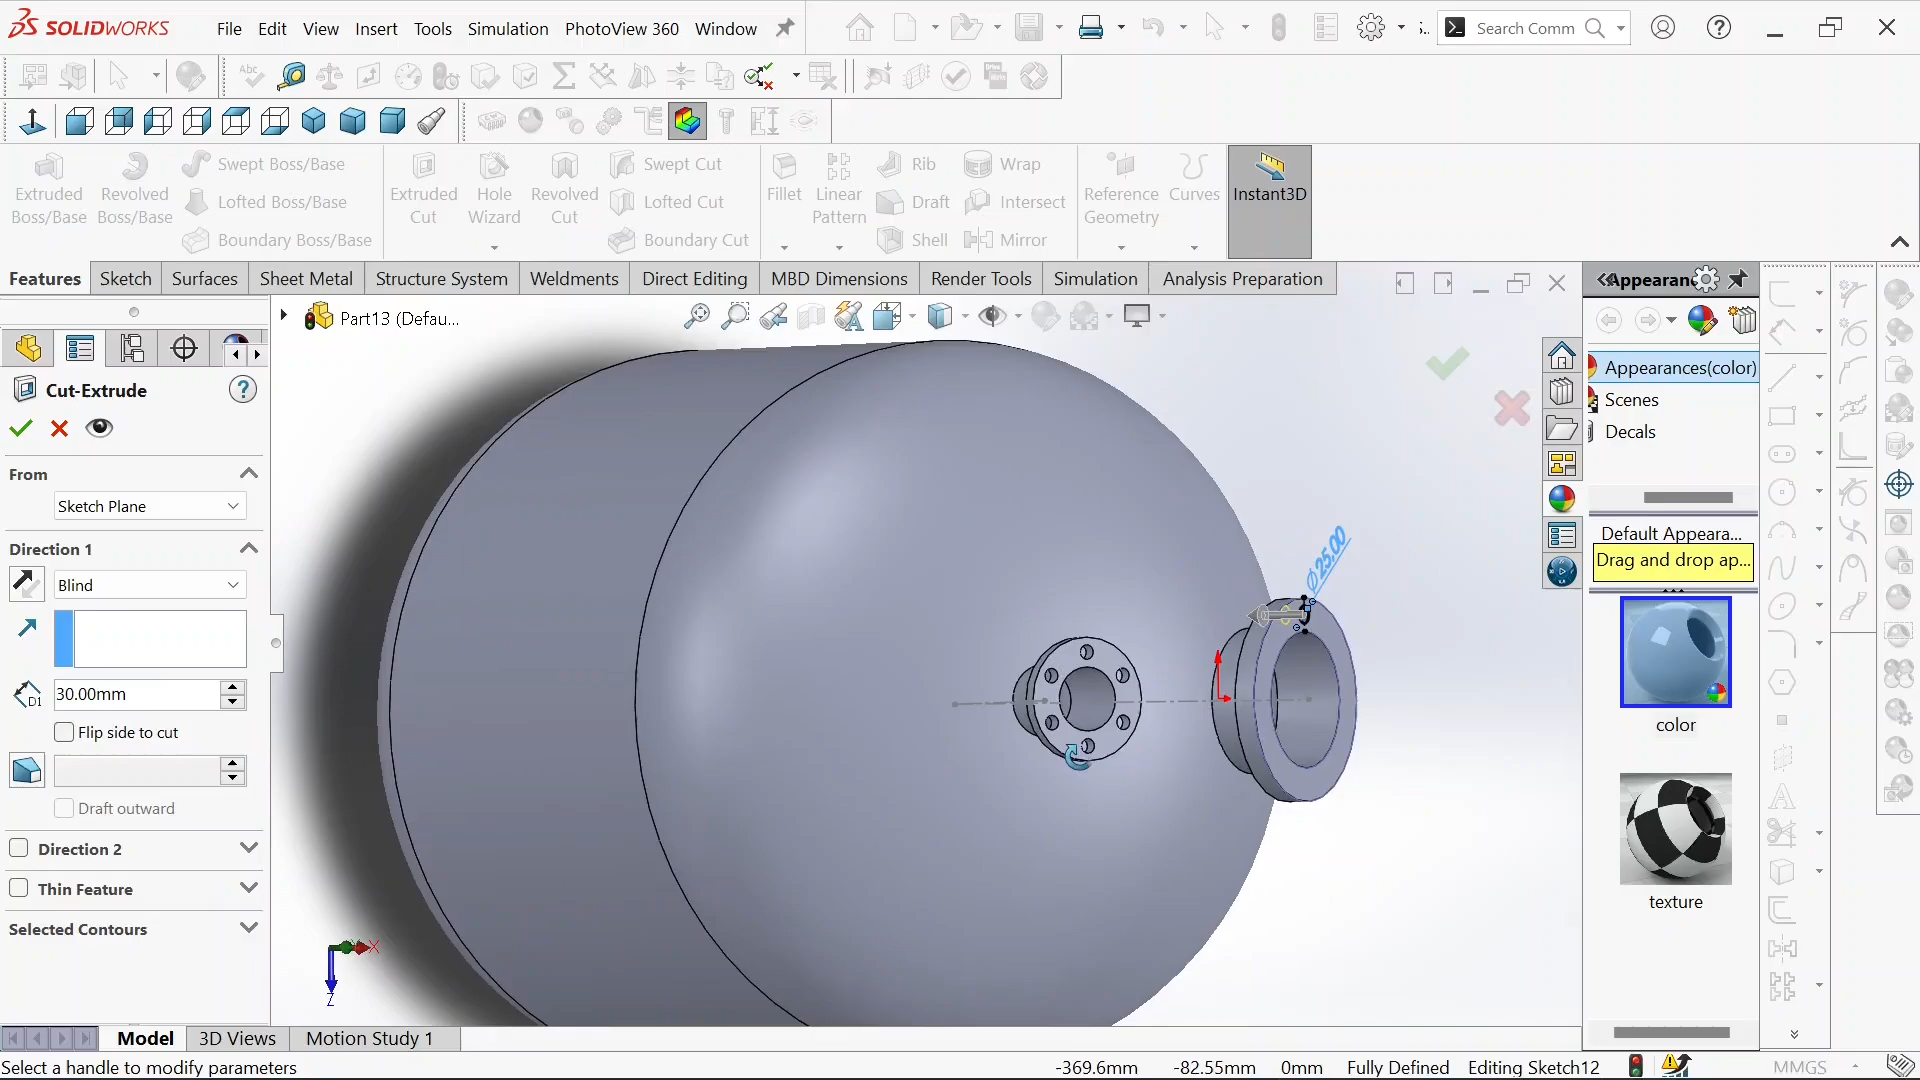 SOLIDWORKS File Edit View Insert Tools Simulation PhotoView 360 Window Search Comm
Extruded Boss/Base
Revolved Boss/Base
Swept Boss/Base
Lofted Boss/Base
Boundary Boss/Base
Extruded Cut
Hole Wizard
Revolved Cut
Swept Cut
Lofted Cut
Boundary Cut
Fillet
Linear Pattern
Rib
Draft
Shell
Wrap
Intersect
Mirror
Reference Geometry
Curves
Instant3D
Features Sketch Surfaces Sheet Metal Structure System Weldments Direct Editing MBD Dimensions Render Tools Simulation Analysis Preparation
Part13 (Defau...
Cut-Extrude
From
Sketch Plane
Direction 1
Blind
D1
30.00mm
Flip side to cut
Draft outward
Direction 2
Thin Feature
Selected Contours
Ø25.00
X
Z
Appearan
Appearances(color)
Scenes
Decals
Default Appeara...
Drag and drop ap...
color
texture
Model 3D Views Motion Study 1
Select a handle to modify parameters -369.6mm -82.55mm 0mm Fully Defined Editing Sketch12 MMGS